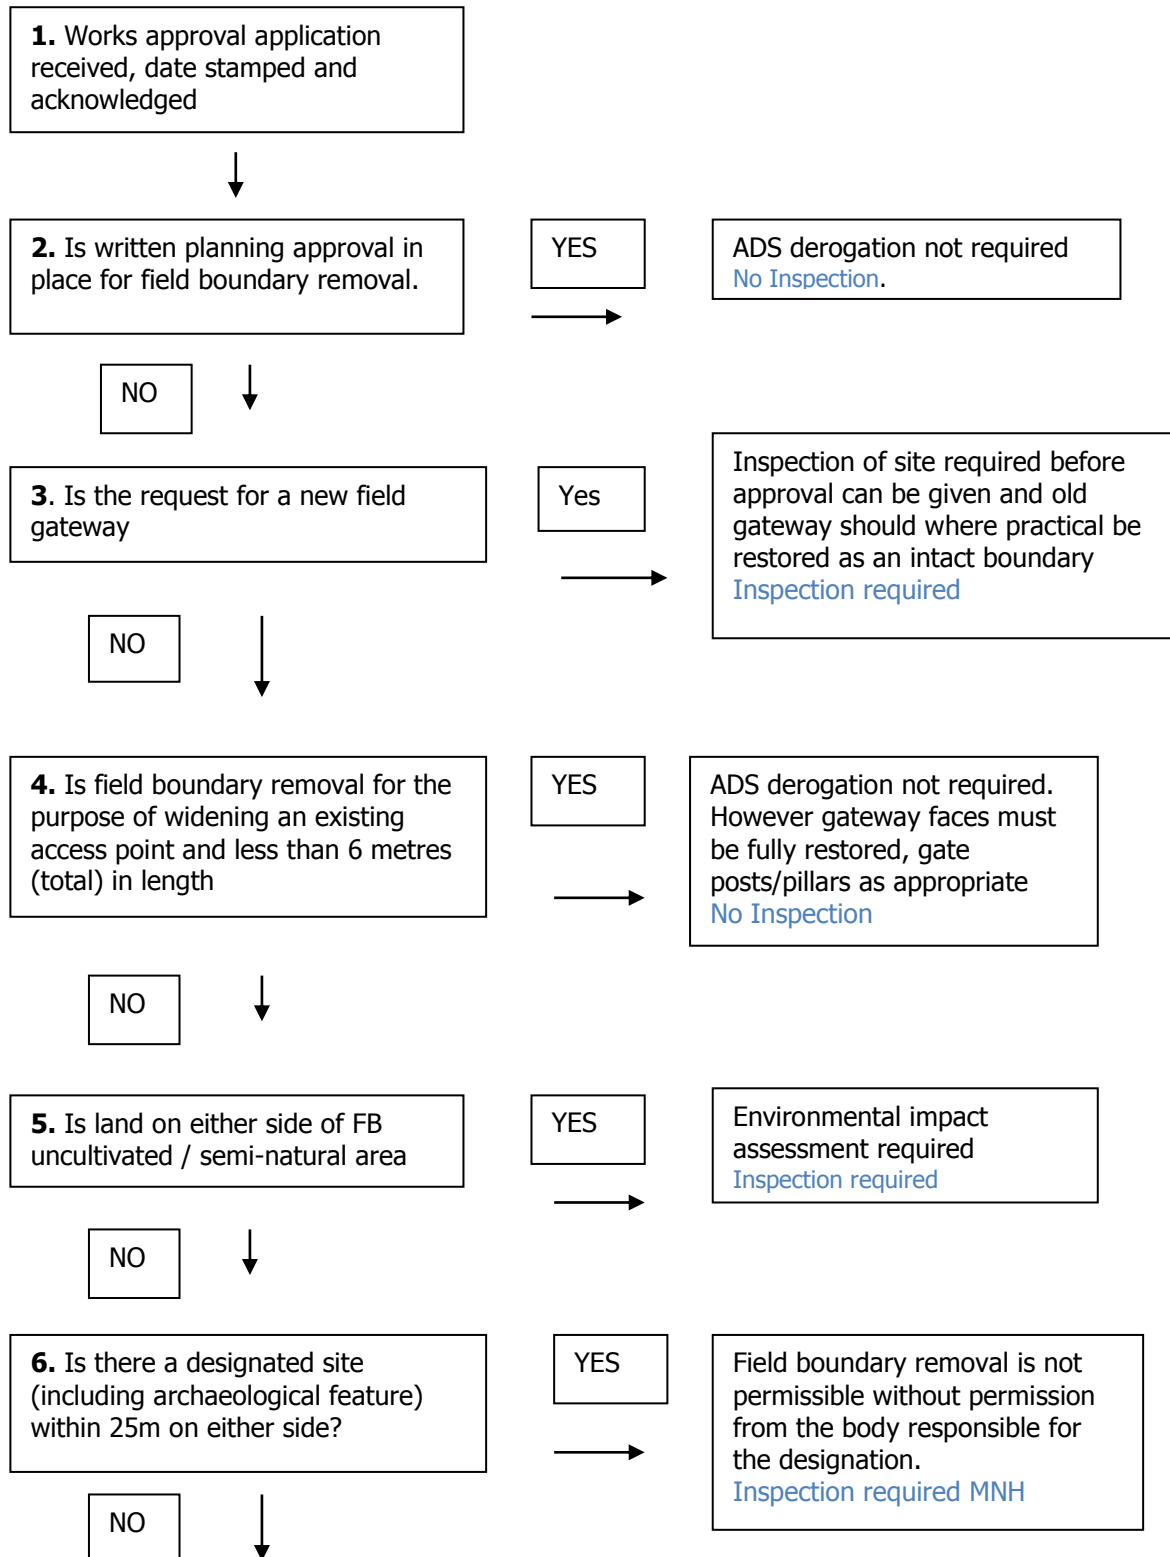 1. Works approval application
received, date stamped and
acknowledged
2. Is written planning approval in
place for field boundary removal.
YES
ADS derogation not required
No Inspection.
NO
3. Is the request for a new field
gateway
Yes
Inspection of site required before
approval can be given and old
gateway should where practical be
restored as an intact boundary
Inspection required
NO
4. Is field boundary removal for the
purpose of widening an existing
access point and less than 6 metres
(total) in length
YES
ADS derogation not required.
However gateway faces must
be fully restored, gate
posts/pillars as appropriate
No Inspection
NO
5. Is land on either side of FB
uncultivated / semi-natural area
YES
Environmental impact
assessment required
Inspection required
NO
6. Is there a designated site
(including archaeological feature)
within 25m on either side?
YES
Field boundary removal is not
permissible without permission
from the body responsible for
the designation.
Inspection required MNH
NO